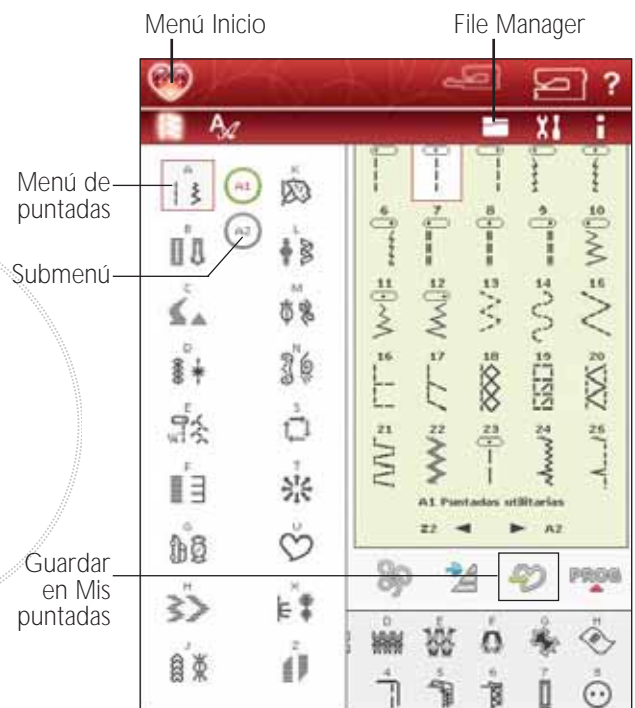 Menú Inicio
File Manager
?
A
Menú de
puntadas
A
A1
K
Submenú
B
A2
L
C
M
D
N
E
S
F
T
G
U
Guardar
en Mis
puntadas
H
X
J
Z
6 7 8 9 10
11 12 13 14 15
16 17 18 19 20
21 22 23 24 25
A1 Puntadas utilitarias
Z2 A2
PROG
D E F G H
4 5 6 7 8